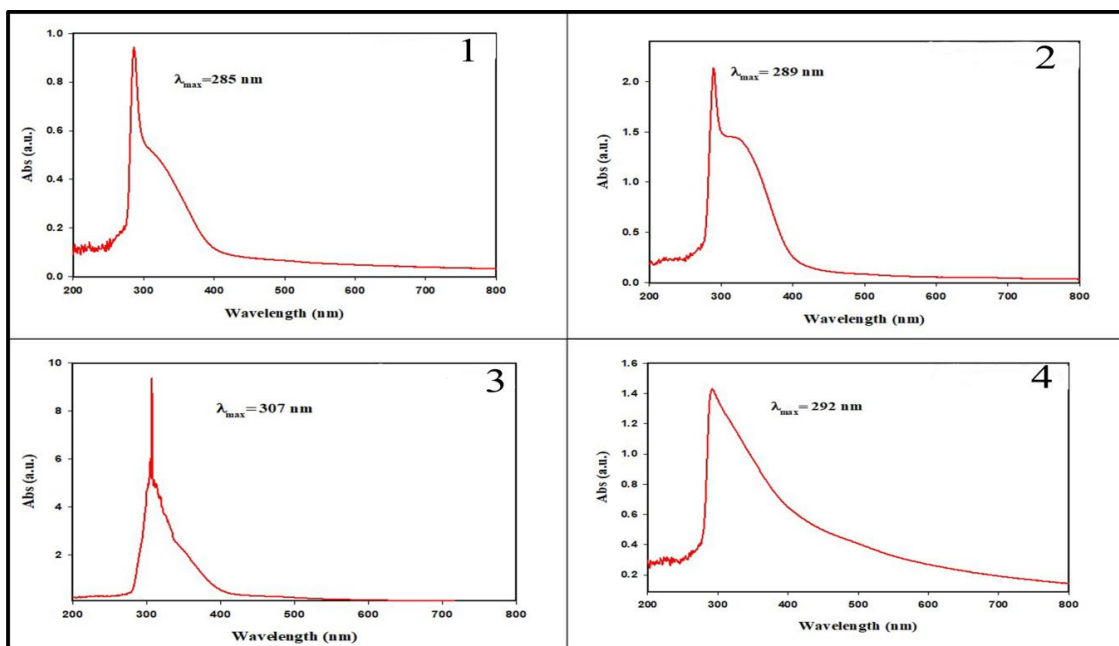 1
λmax=285 nm
Abs (a.u.)
1.0
0.8
0.6
0.4
0.2
0.0
200 300 400 500 600 700 800
Wavelength (nm)
2
λmax= 289 nm
Abs (a.u.)
2.0
1.5
1.0
0.5
0.0
200 300 400 500 600 700 800
Wavelength (nm)
3
λmax= 307 nm
Abs (a.u.)
10
8
6
4
2
200 300 400 500 600 700 800
Wavelength (nm)
4
λmax= 292 nm
Abs (a.u.)
1.6
1.4
1.2
1.0
0.8
0.6
0.4
0.2
200 300 400 500 600 700 800
Wavelength (nm)